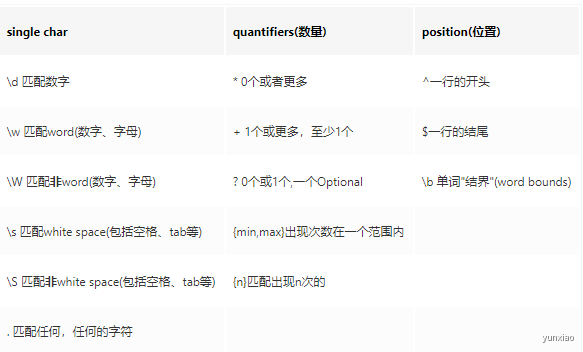 single char quantifiers(数量) position(位置)
\d 匹配数字 * 0个或者更多 ^一行的开头
\w 匹配word(数字、字母) + 1个或更多，至少1个 $一行的结尾
\W 匹配非word(数字、字母) ? 0个或1个,一个Optional \b 单词"结界"(word bounds)
\s 匹配white space(包括空格、tab等) {min,max}出现次数在一个范围内
\S 匹配非white space(包括空格、tab等) {n}匹配出现n次的
. 匹配任何，任何的字符
yunxiao